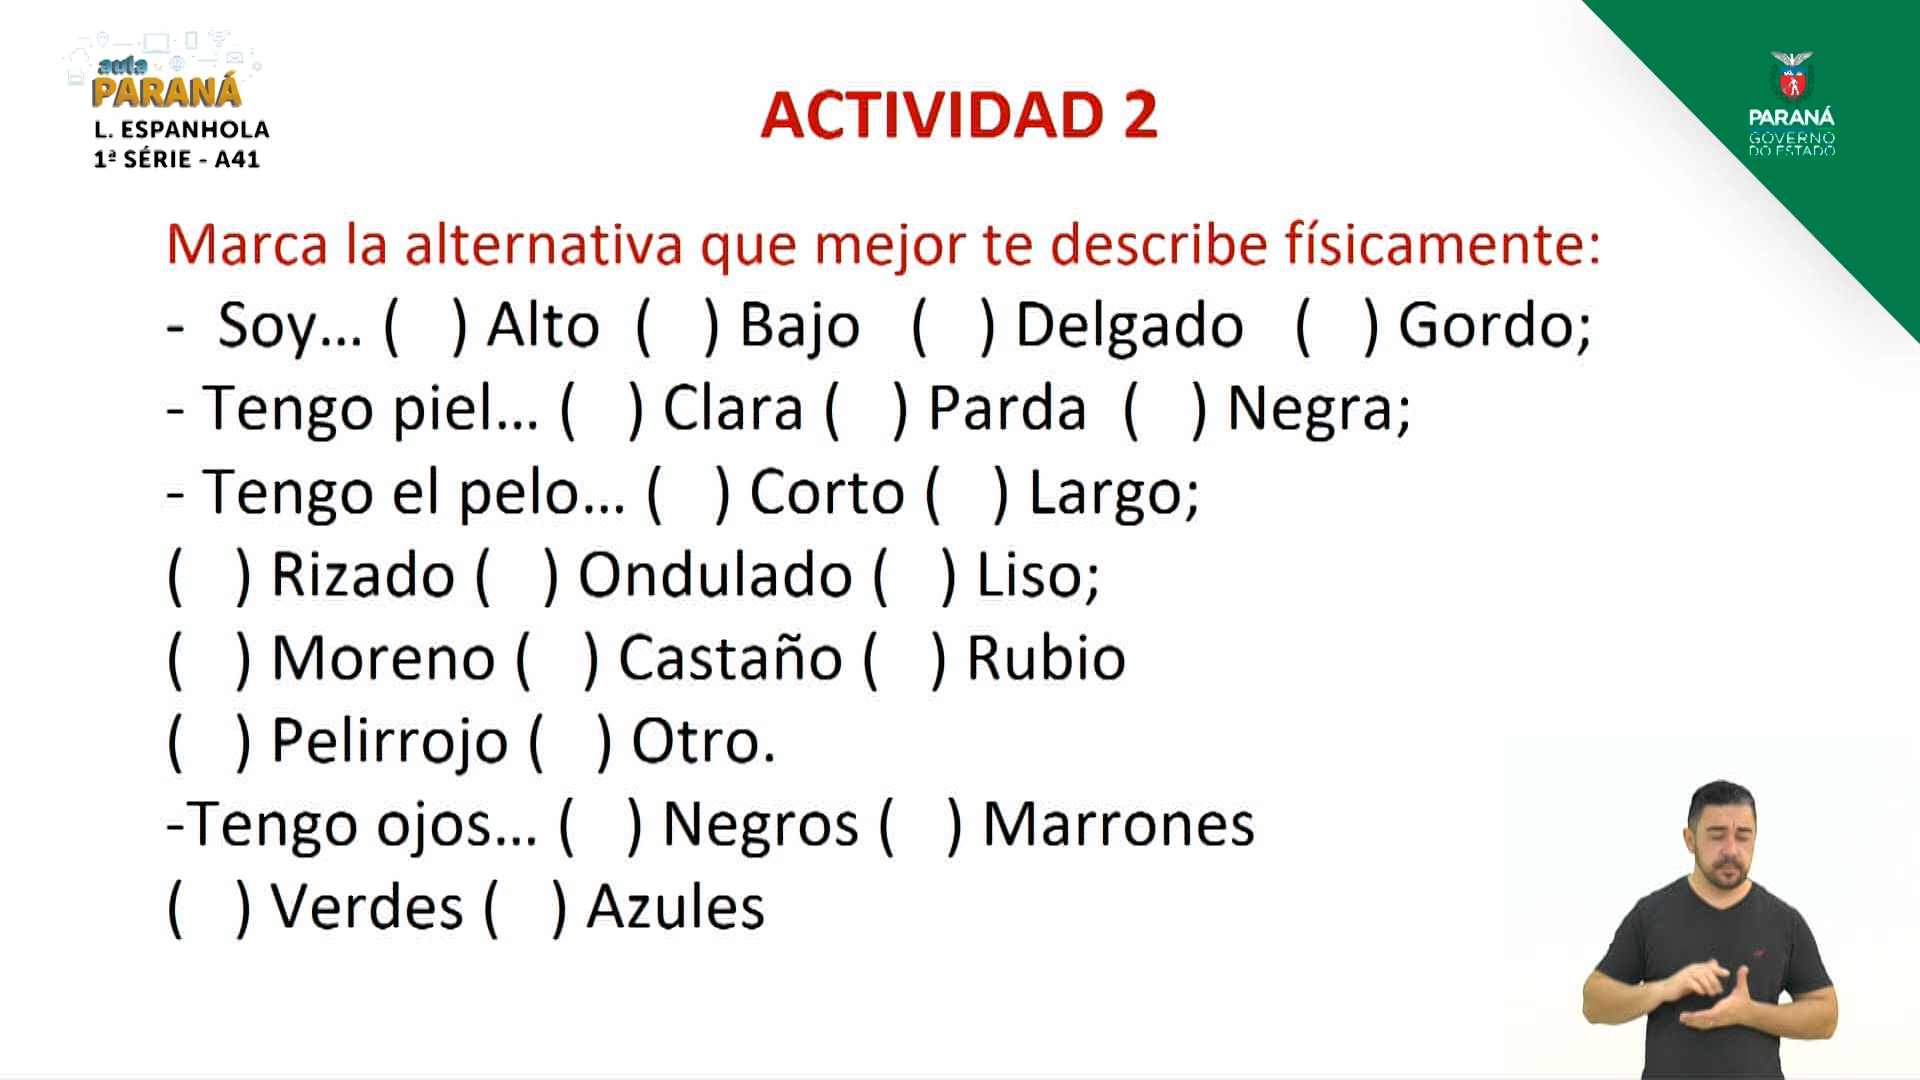 aula
PARANÁ
L. ESPANHOLA
1ª SÉRIE - A41
ACTIVIDAD 2
PARANÁ
GOVERNO
DO ESTADO
Marca la alternativa que mejor te describe físicamente:
- Soy... ( ) Alto ( ) Bajo ( ) Delgado ( ) Gordo;
- Tengo piel... ( ) Clara ( ) Parda ( ) Negra;
- Tengo el pelo... ( ) Corto ( ) Largo;
( ) Rizado ( ) Ondulado ( ) Liso;
( ) Moreno ( ) Castaño ( ) Rubio
( ) Pelirrojo ( ) Otro.
-Tengo ojos... ( ) Negros ( ) Marrones
( ) Verdes ( ) Azules